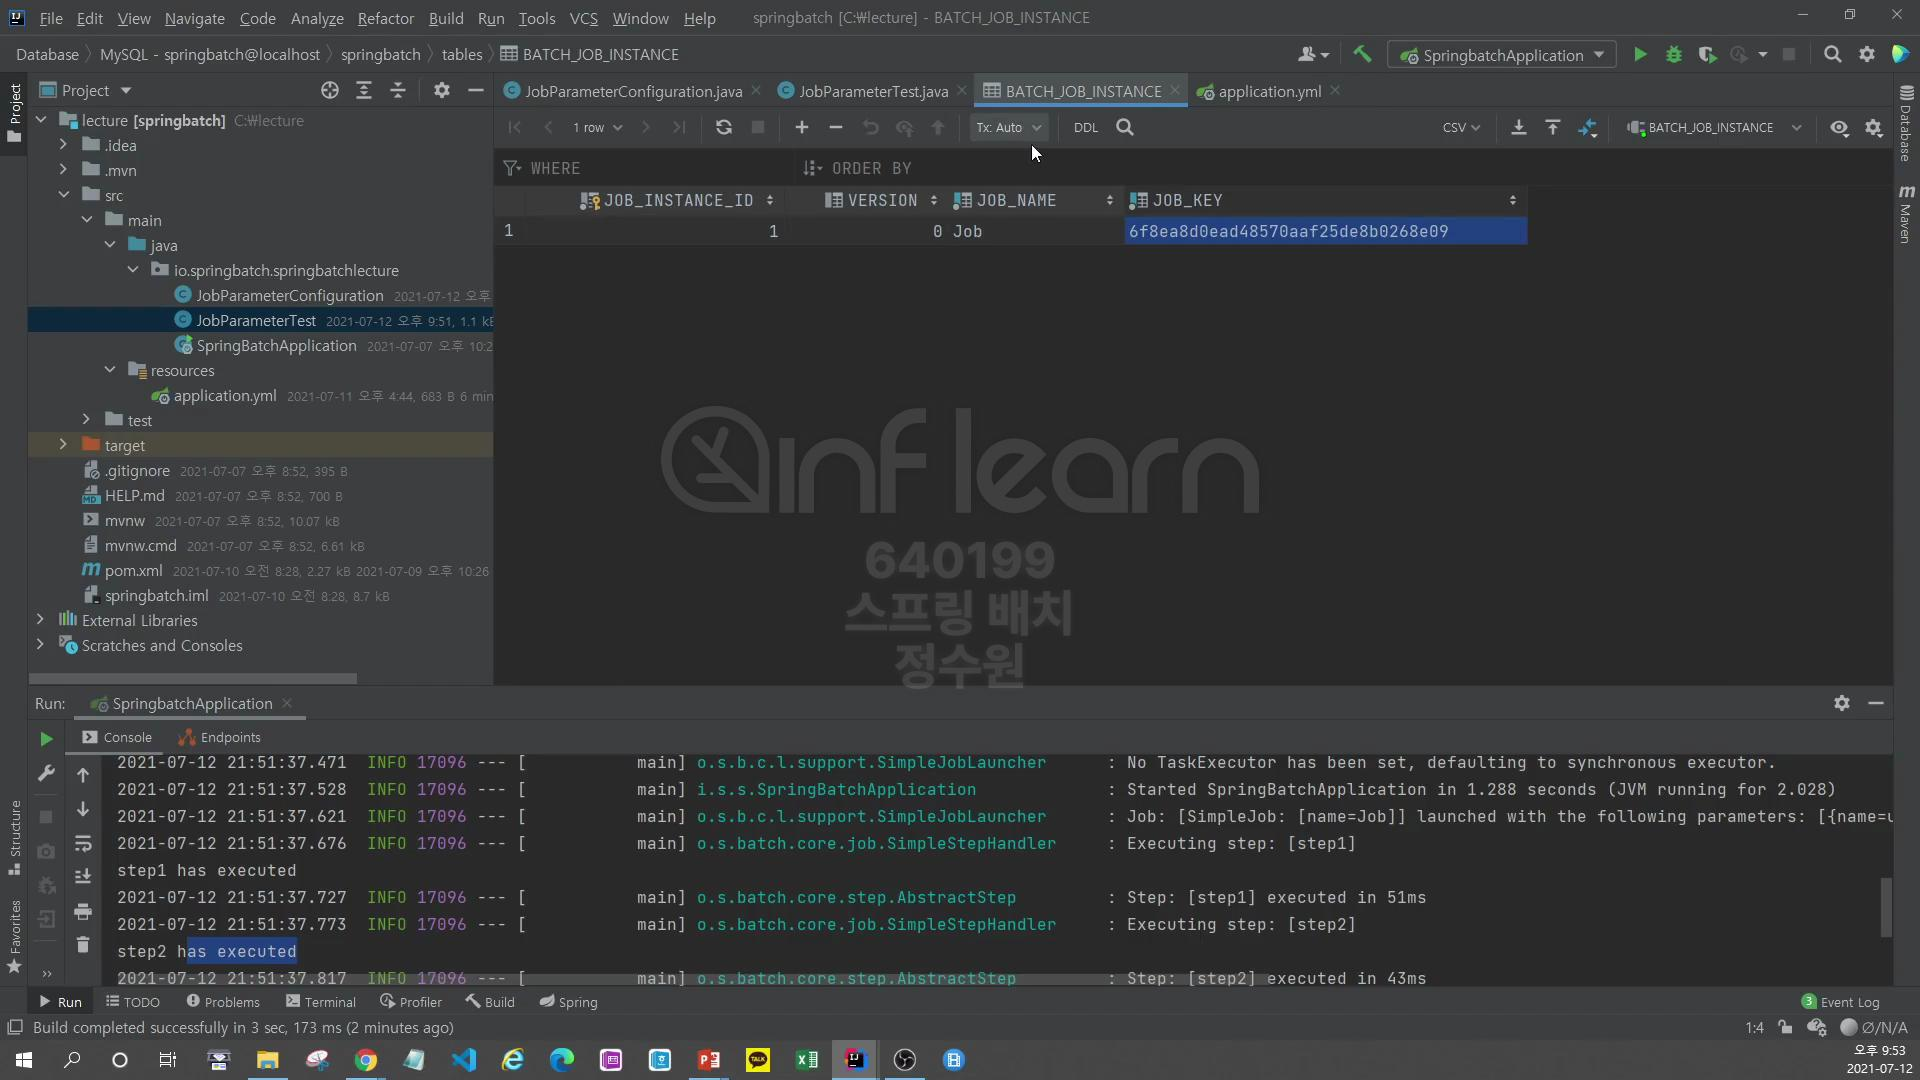 File Edit View Navigate Code Analyze Refactor Build Run Tools VCS Window Help springbatch [C:\lecture] - BATCH_JOB_INSTANCE
Database MySQL - springbatch@localhost springbatch tables BATCH_JOB_INSTANCE
SpringbatchApplication
Project
JobParameterConfiguration.java JobParameterTest.java BATCH_JOB_INSTANCE application.yml
1 row Tx: Auto DDL CSV BATCH_JOB_INSTANCE
WHERE ORDER BY
JOB_INSTANCE_ID VERSION JOB_NAME JOB_KEY
1 1 0 Job 6f8ea8d0ead48570aaf25de8b0268e09
Project
Database
Maven
lecture [springbatch] C:\lecture
.idea
.mvn
src
main
java
io.springbatch.springbatchlecture
JobParameterConfiguration 2021-07-12 오후
JobParameterTest 2021-07-12 오후 9:51, 1.1 kB
SpringBatchApplication 2021-07-07 오후 10:2
resources
application.yml 2021-07-11 오후 4:44, 683 B 6 min
test
target
.gitignore 2021-07-07 오후 8:52, 395 B
HELP.md 2021-07-07 오후 8:52, 700 B
mvnw 2021-07-07 오후 8:52, 10.07 kB
mvnw.cmd 2021-07-07 오후 8:52, 6.61 kB
pom.xml 2021-07-10 오전 8:28, 2.27 kB 2021-07-09 오후 10:26
springbatch.iml 2021-07-10 오전 8:28, 8.7 kB
External Libraries
Scratches and Consoles
inflearn
640199
스프링 배치
정수원
Run: SpringbatchApplication
Console Endpoints
2021-07-12 21:51:37.471 INFO 17096 --- [ main] o.s.b.c.l.support.SimpleJobLauncher : No TaskExecutor has been set, defaulting to synchronous executor.
2021-07-12 21:51:37.528 INFO 17096 --- [ main] i.s.s.SpringBatchApplication : Started SpringBatchApplication in 1.288 seconds (JVM running for 2.028)
2021-07-12 21:51:37.621 INFO 17096 --- [ main] o.s.b.c.l.support.SimpleJobLauncher : Job: [SimpleJob: [name=Job]] launched with the following parameters: [{name=u
2021-07-12 21:51:37.676 INFO 17096 --- [ main] o.s.batch.core.job.SimpleStepHandler : Executing step: [step1]
step1 has executed
2021-07-12 21:51:37.727 INFO 17096 --- [ main] o.s.batch.core.step.AbstractStep : Step: [step1] executed in 51ms
2021-07-12 21:51:37.773 INFO 17096 --- [ main] o.s.batch.core.job.SimpleStepHandler : Executing step: [step2]
step2 has executed
2021-07-12 21:51:37.817 INFO 17096 --- [ main] o.s.batch.core.step.AbstractStep : Step: [step2] executed in 43ms
Structure
Favorites
Run TODO Problems Terminal Profiler Build Spring 3 Event Log
Build completed successfully in 3 sec, 173 ms (2 minutes ago) 1:4 Ø/N/A
오후 9:53
2021-07-12